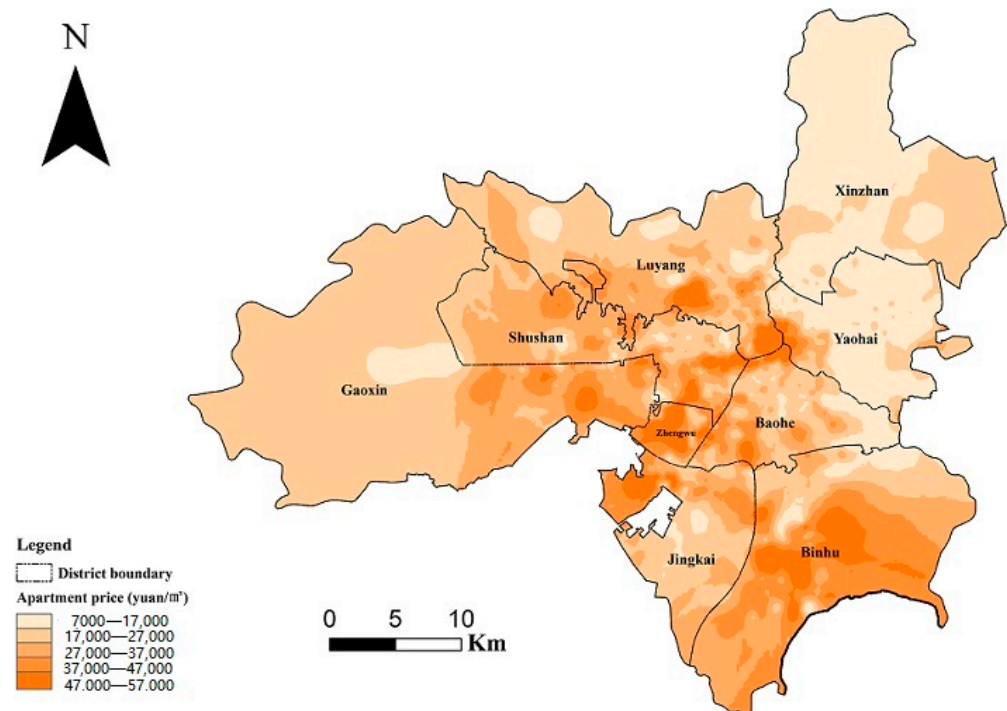 N
Xinzhan
Luyang
Shushan
Yaohai
Gaoxin
Zhengwu
Baohe
Jingkai
Binhu
Legend
District boundary
Apartment price (yuan/㎡)
7000—17,000
17,000—27,000
27,000—37,000
37,000—47,000
47.000—57.000
0 5 10
Km